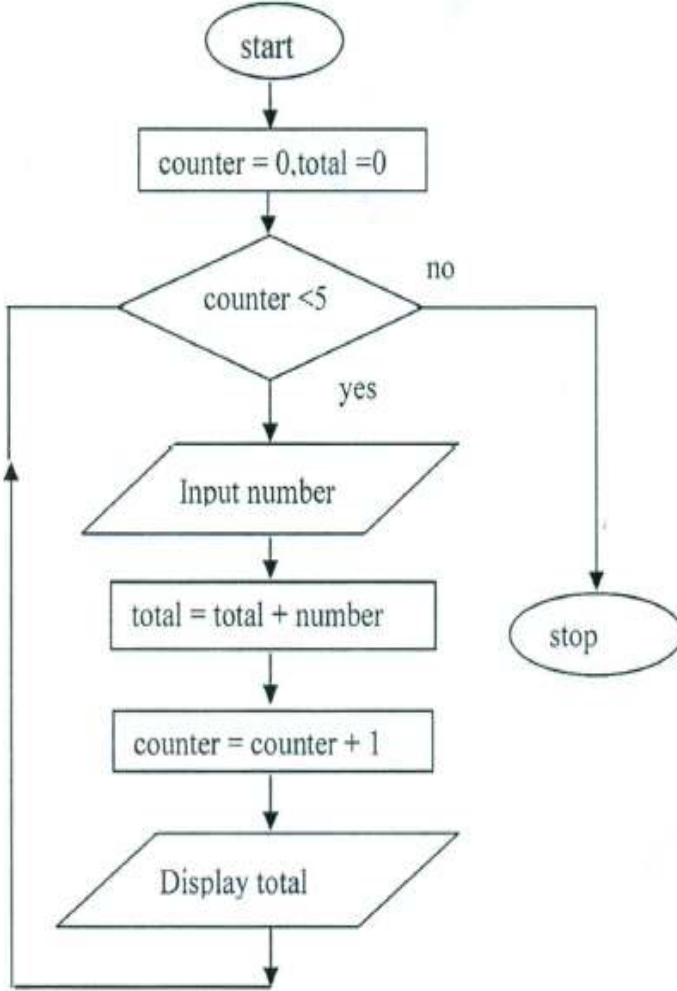 start
counter = 0,total =0
counter <5
no
yes
Input number
total = total + number
stop
counter = counter + 1
Display total